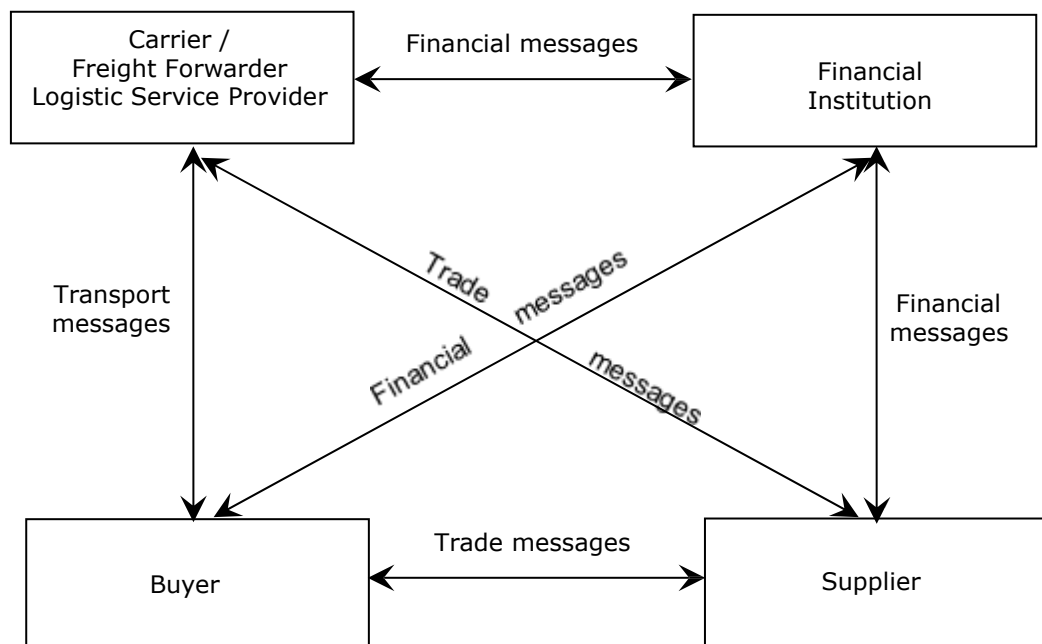 Carrier /
Freight Forwarder
Logistic Service Provider
Financial messages
Financial
Institution
Trade messages
Financial messages
Transport
messages
Financial
messages
Buyer
Trade messages
Supplier